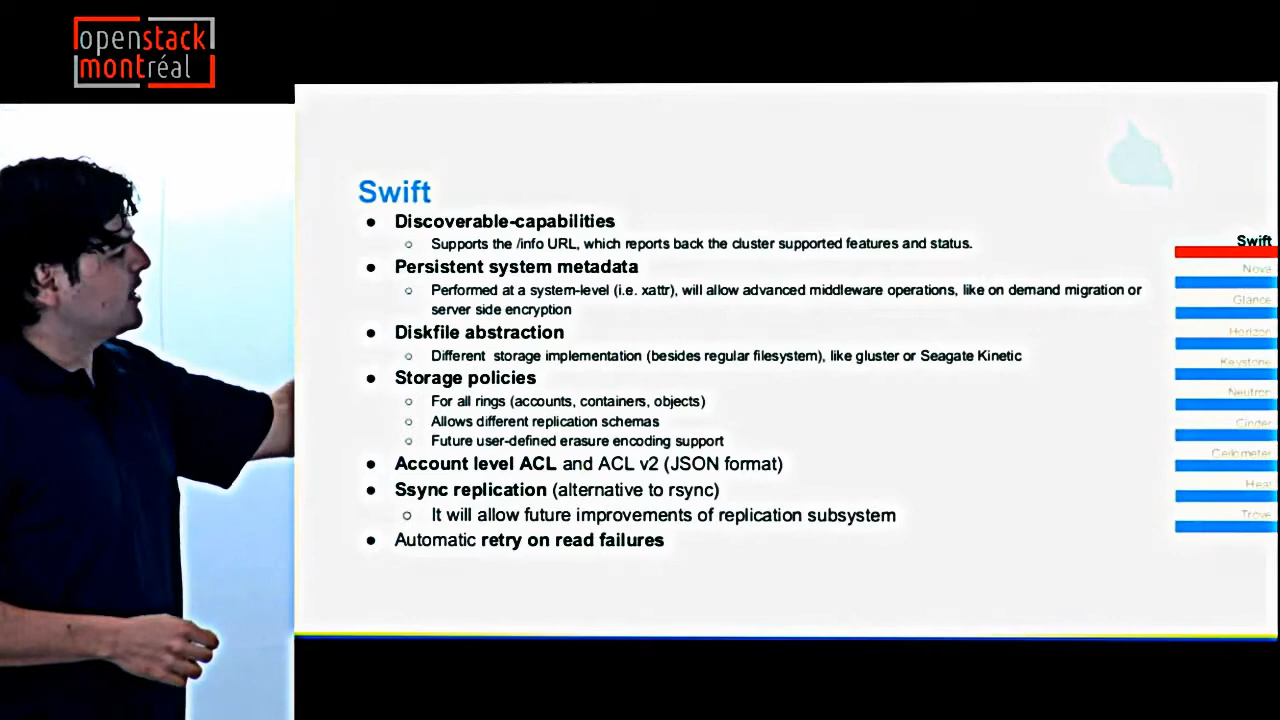 openstack
montréal
Swift
● Discoverable-capabilities
○ Supports the /info URL, which reports back the cluster supported features and status.
● Persistent system metadata
○ Performed at a system-level (i.e. xattr), will allow advanced middleware operations, like on demand migration or
server side encryption
● Diskfile abstraction
○ Different storage implementation (besides regular filesystem), like gluster or Seagate Kinetic
● Storage policies
○ For all rings (accounts, containers, objects)
○ Allows different replication schemas
○ Future user-defined erasure encoding support
● Account level ACL and ACL v2 (JSON format)
● Ssync replication (alternative to rsync)
○ It will allow future improvements of replication subsystem
● Automatic retry on read failures
Swift
Nova
Glance
Horizon
Keystone
Neutron
Cinder
Ceilometer
Heat
Trove